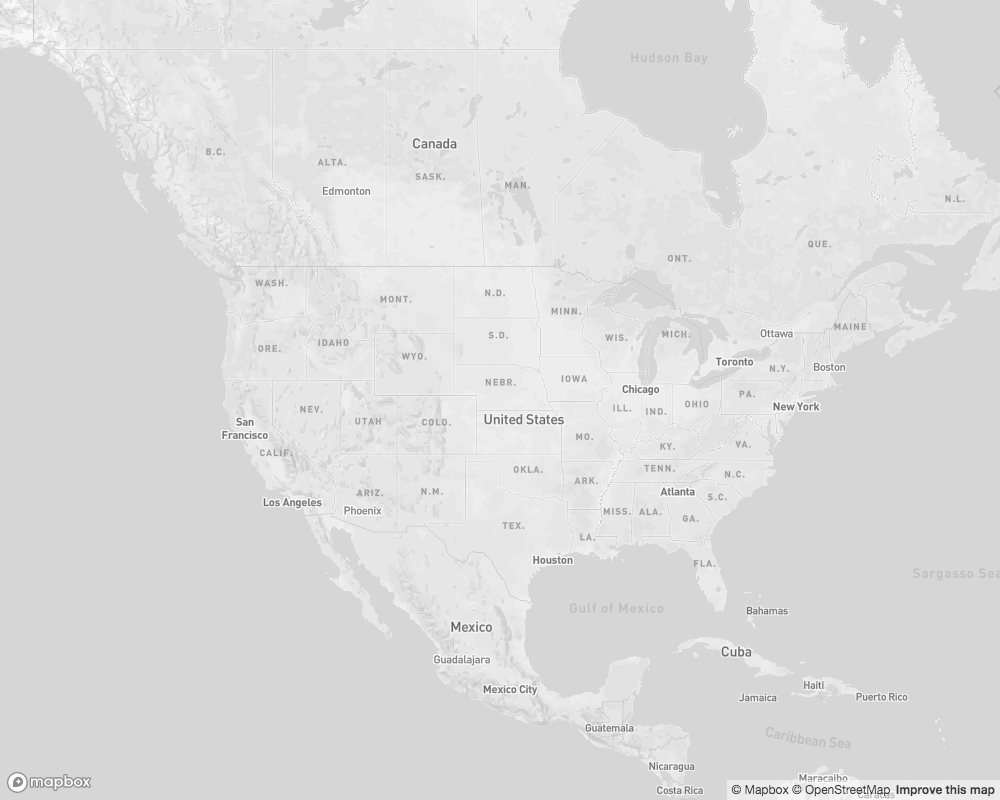 Hudson Bay
Canada
B.C.
ALTA.
SASK.
MAN.
Edmonton
N.L.
QUE.
ONT.
WASH.
MONT.
N.D.
MINN.
ORE.
IDAHO
WYO.
S.D.
WIS.
MICH.
Ottawa
MAINE
Toronto
N.Y.
Boston
NEBR.
IOWA
Chicago
PA.
New York
NEV.
UTAH
COLO.
United States
ILL.
IND.
OHIO
San
Francisco
CALIF.
MO.
KY.
VA.
OKLA.
ARK.
TENN.
N.C.
Los Angeles
ARIZ.
Phoenix
N.M.
Atlanta
S.C.
TEX.
MISS.
ALA.
GA.
LA.
Houston
FLA.
Sargasso Sea
Gulf of Mexico
Bahamas
Mexico
Guadalajara
Cuba
Mexico City
Haiti
Jamaica
Puerto Rico
Guatemala
Caribbean Sea
Nicaragua
Maracaibo
Costa Rica
Caracas
mapbox
© Mapbox © OpenStreetMap Improve this map